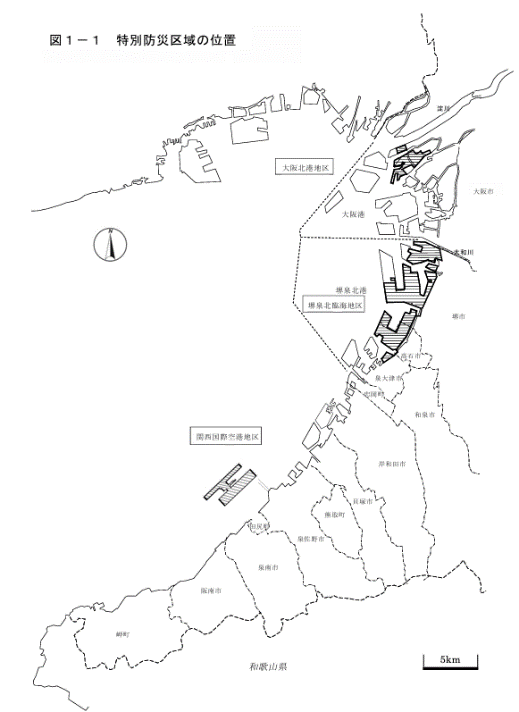 図1-1 特別防災区域の位置
淀川
大阪北港地区
大阪市
大阪港
大和川
堺泉北港
堺泉北臨海地区
堺市
高石市
泉大津市
忠岡町
和泉市
関西国際空港地区
岸和田市
貝塚市
熊取町
田尻町
泉佐野市
泉南市
阪南市
岬町
和歌山県
5km